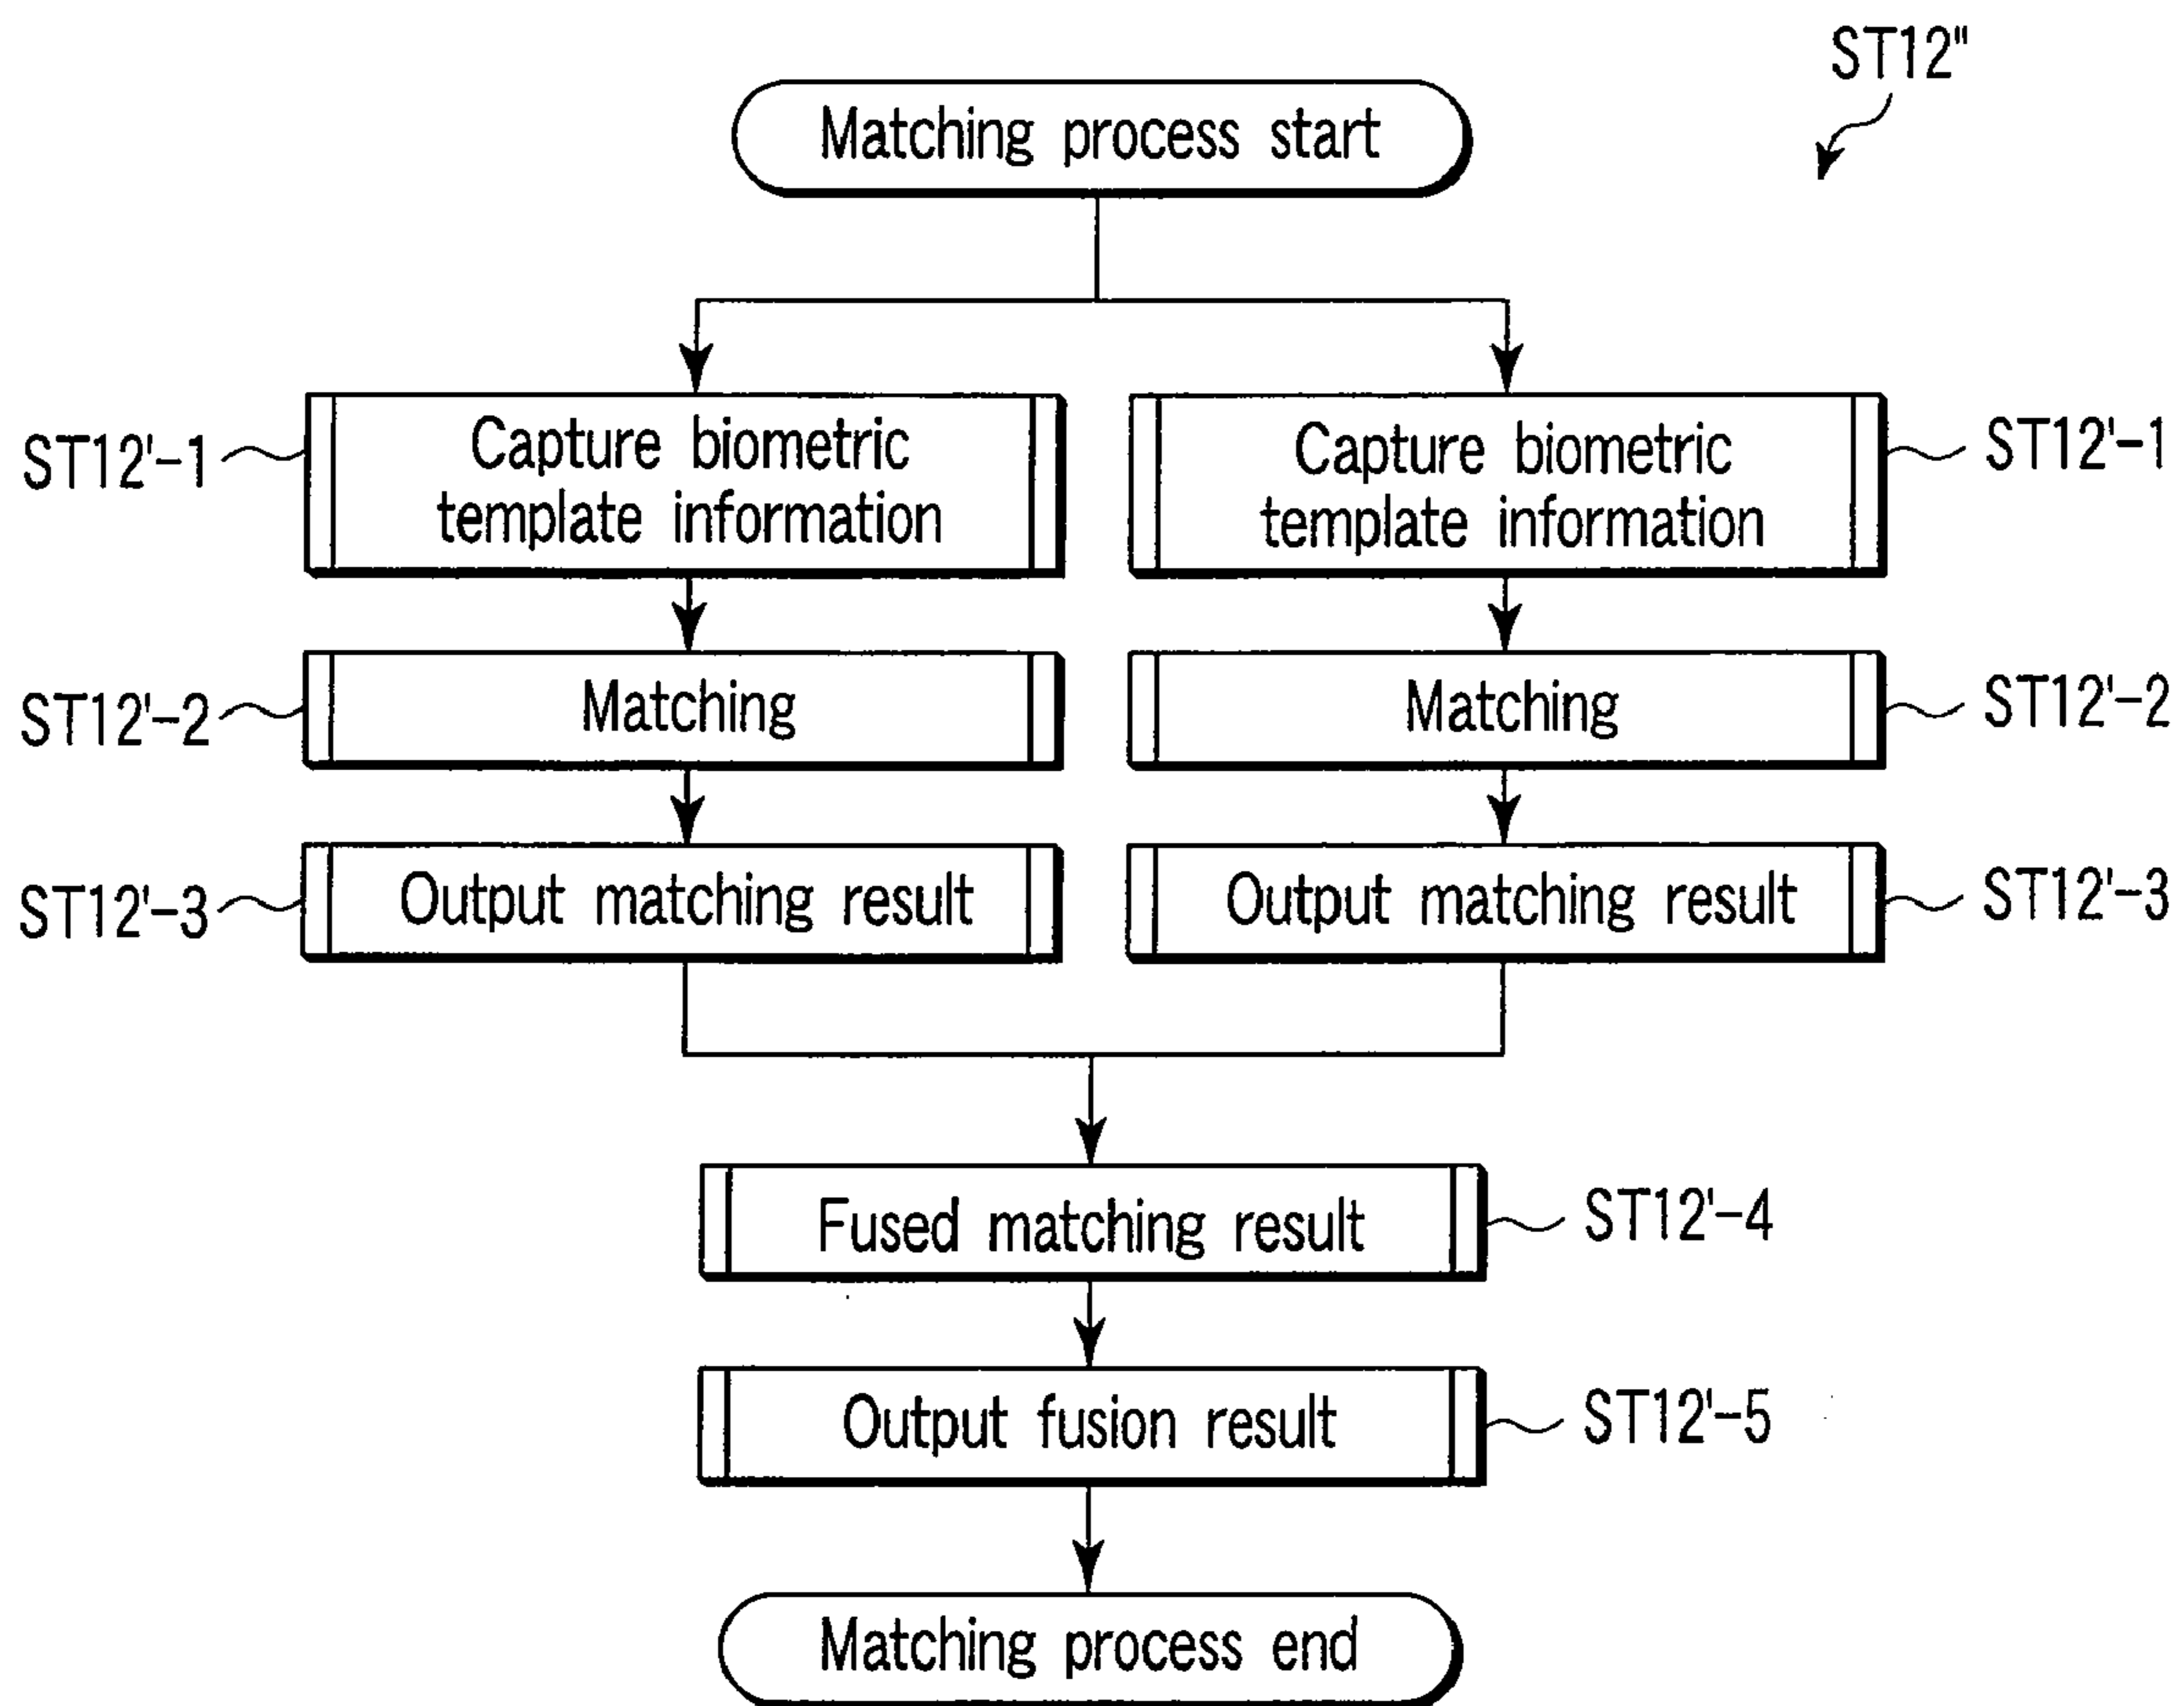 ST12"
Matching process start
ST12'-1
Capture biometric
template information
Capture biometric
template information
ST12'-1
ST12'-2
Matching
Matching
ST12'-2
ST12'-3
Output matching result
Output matching result
ST12'-3
Fused matching result
ST12'-4
Output fusion result
ST12'-5
Matching process end